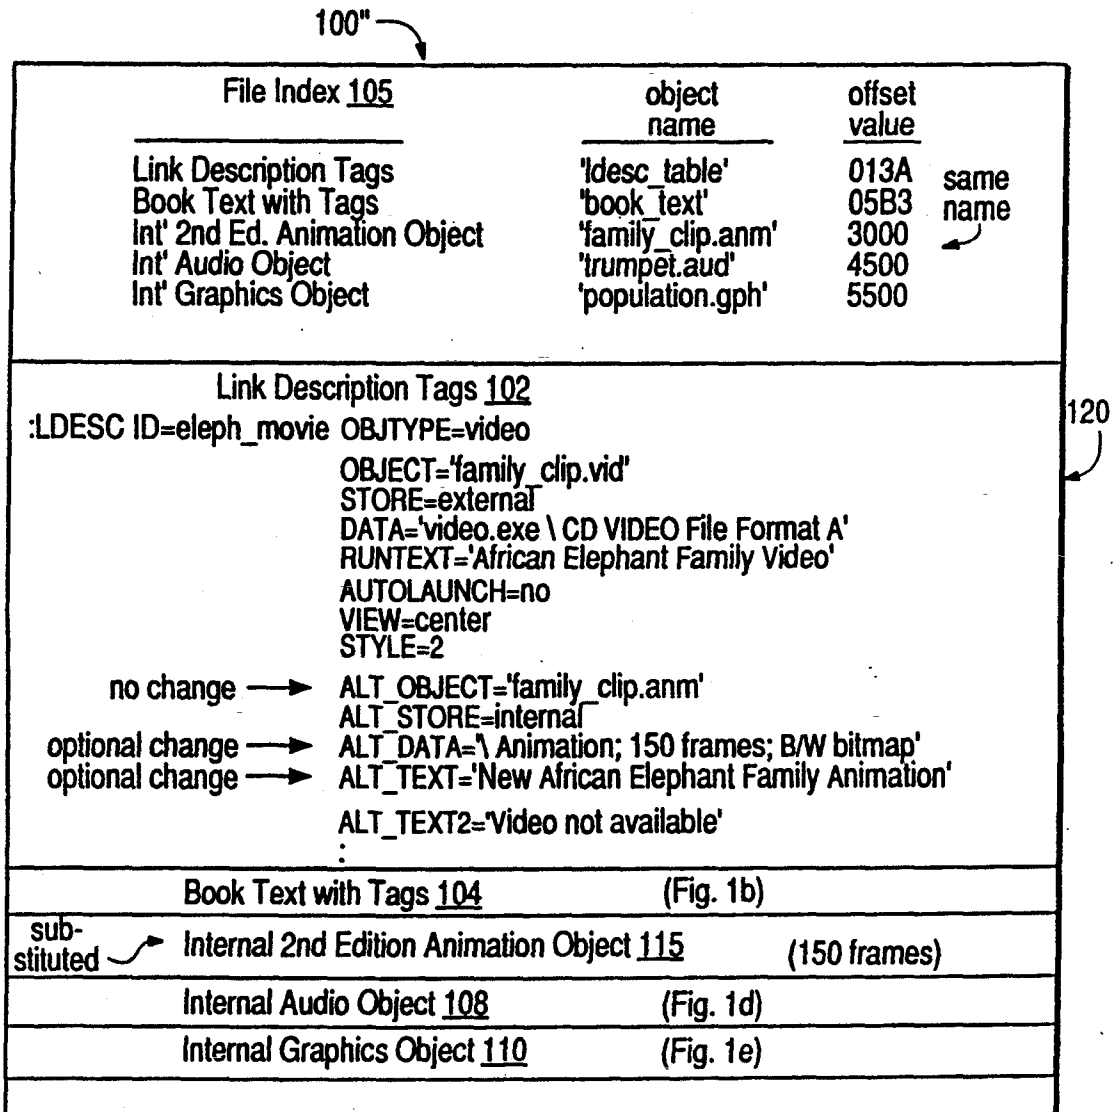 100"
File Index 105 object name offset value
Link Description Tags 'ldesc_table' 013A
Book Text with Tags 'book_text' 05B3
Int' 2nd Ed. Animation Object 'family_clip.anm' 3000
Int' Audio Object 'trumpet.aud' 4500
Int' Graphics Object 'population.gph' 5500
same name
Link Description Tags 102
:LDESC ID=eleph_movie OBJTYPE=video
120
OBJECT='family_clip.vid'
STORE=external
DATA='video.exe \ CD VIDEO File Format A'
RUNTEXT='African Elephant Family Video'
AUTOLAUNCH=no
VIEW=center
STYLE=2
no change ALT_OBJECT='family_clip.anm'
ALT_STORE=internal
optional change ALT_DATA='\ Animation; 150 frames; B/W bitmap'
optional change ALT_TEXT='New African Elephant Family Animation'
ALT_TEXT2='Video not available'
:
Book Text with Tags 104 (Fig. 1b)
sub-
stituted Internal 2nd Edition Animation Object 115 (150 frames)
Internal Audio Object 108 (Fig. 1d)
Internal Graphics Object 110 (Fig. 1e)